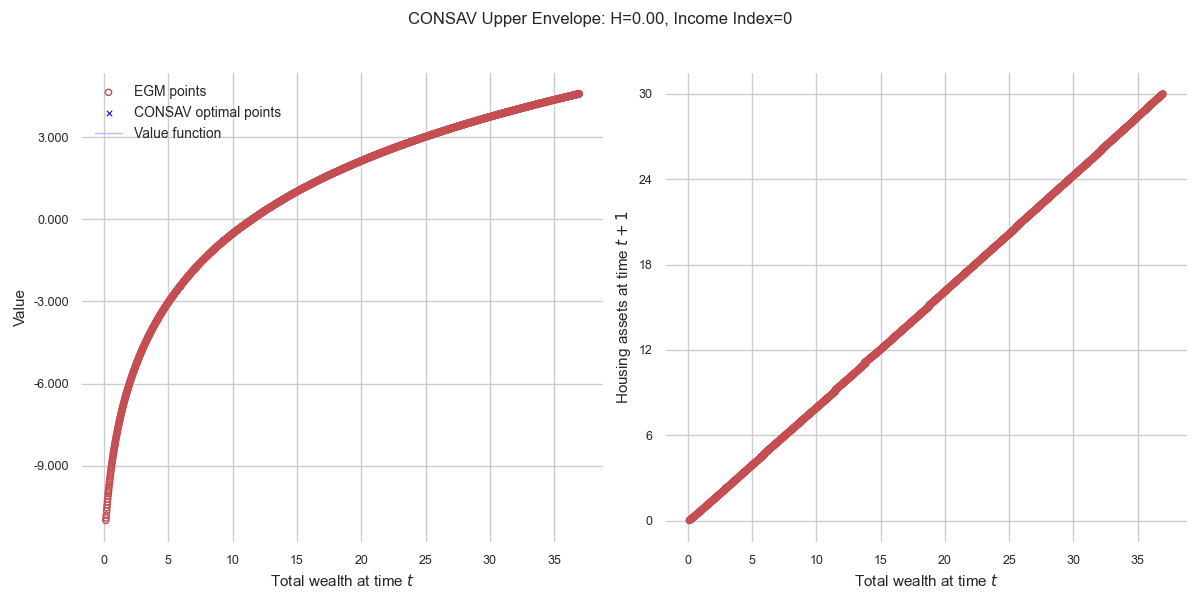 CONSAV Upper Envelope: H=0.00, Income Index=0
EGM points
CONSAV optimal points
Value function
Value
3.000
0.000
-3.000
-6.000
-9.000
0 5 10 15 20 25 30 35
Total wealth at time t
Housing assets at time t + 1
30
24
18
12
6
0
0 5 10 15 20 25 30 35
Total wealth at time t